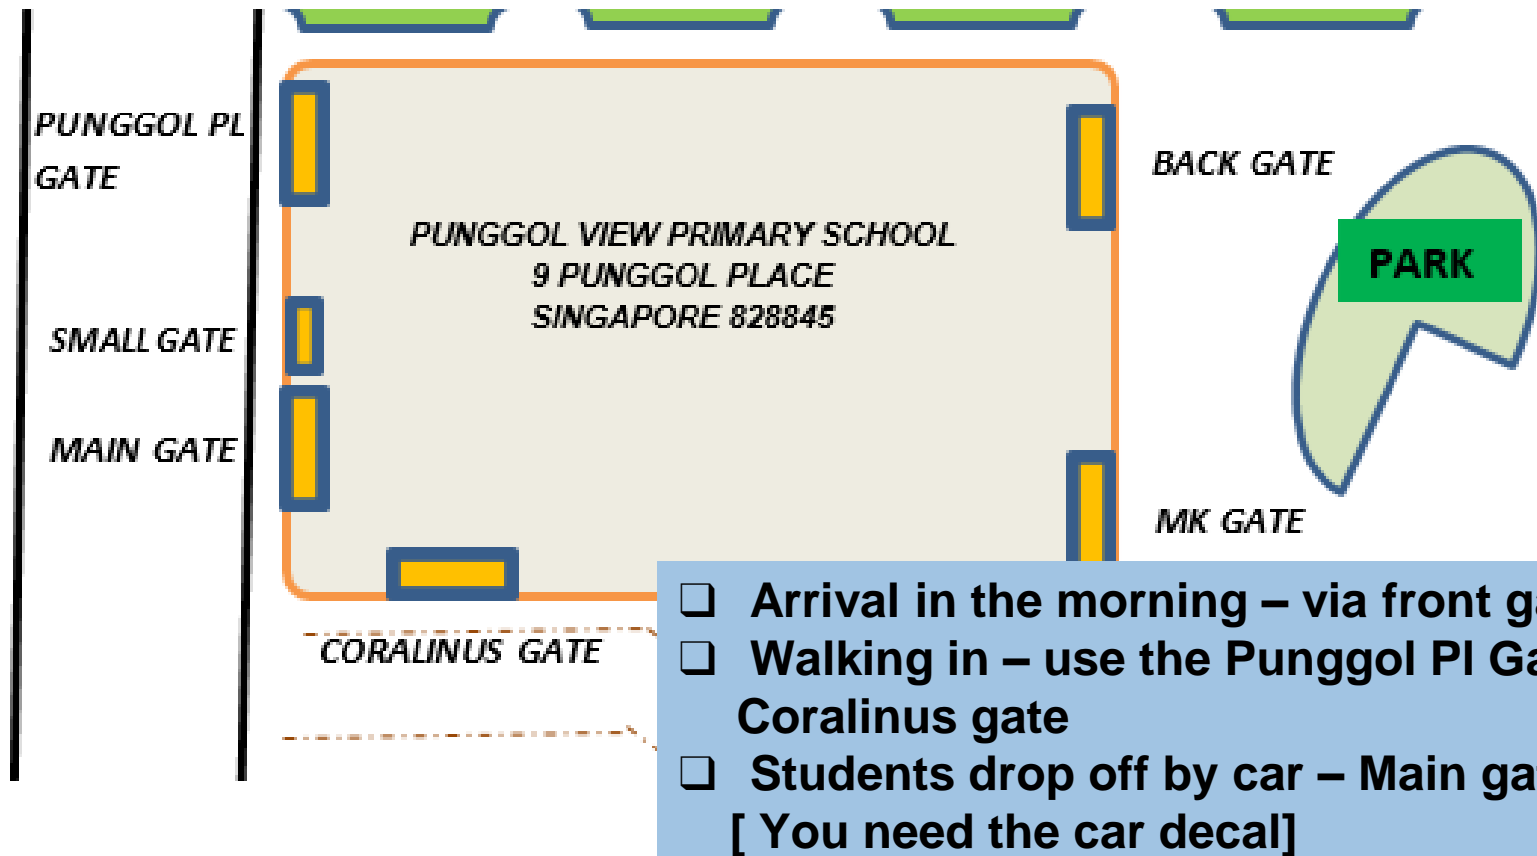 PUNGGOL PL
GATE
BACK GATE
PUNGGOL VIEW PRIMARY SCHOOL
9 PUNGGOL PLACE
SINGAPORE 828845
PARK
SMALL GATE
MAIN GATE
MK GATE
CORALINUS GATE
❑ Arrival in the morning – via front
❑ Walking in – use the Punggol Pl
Coralinus gate
❑ Students drop off by car – Main
[ You need the car decal]